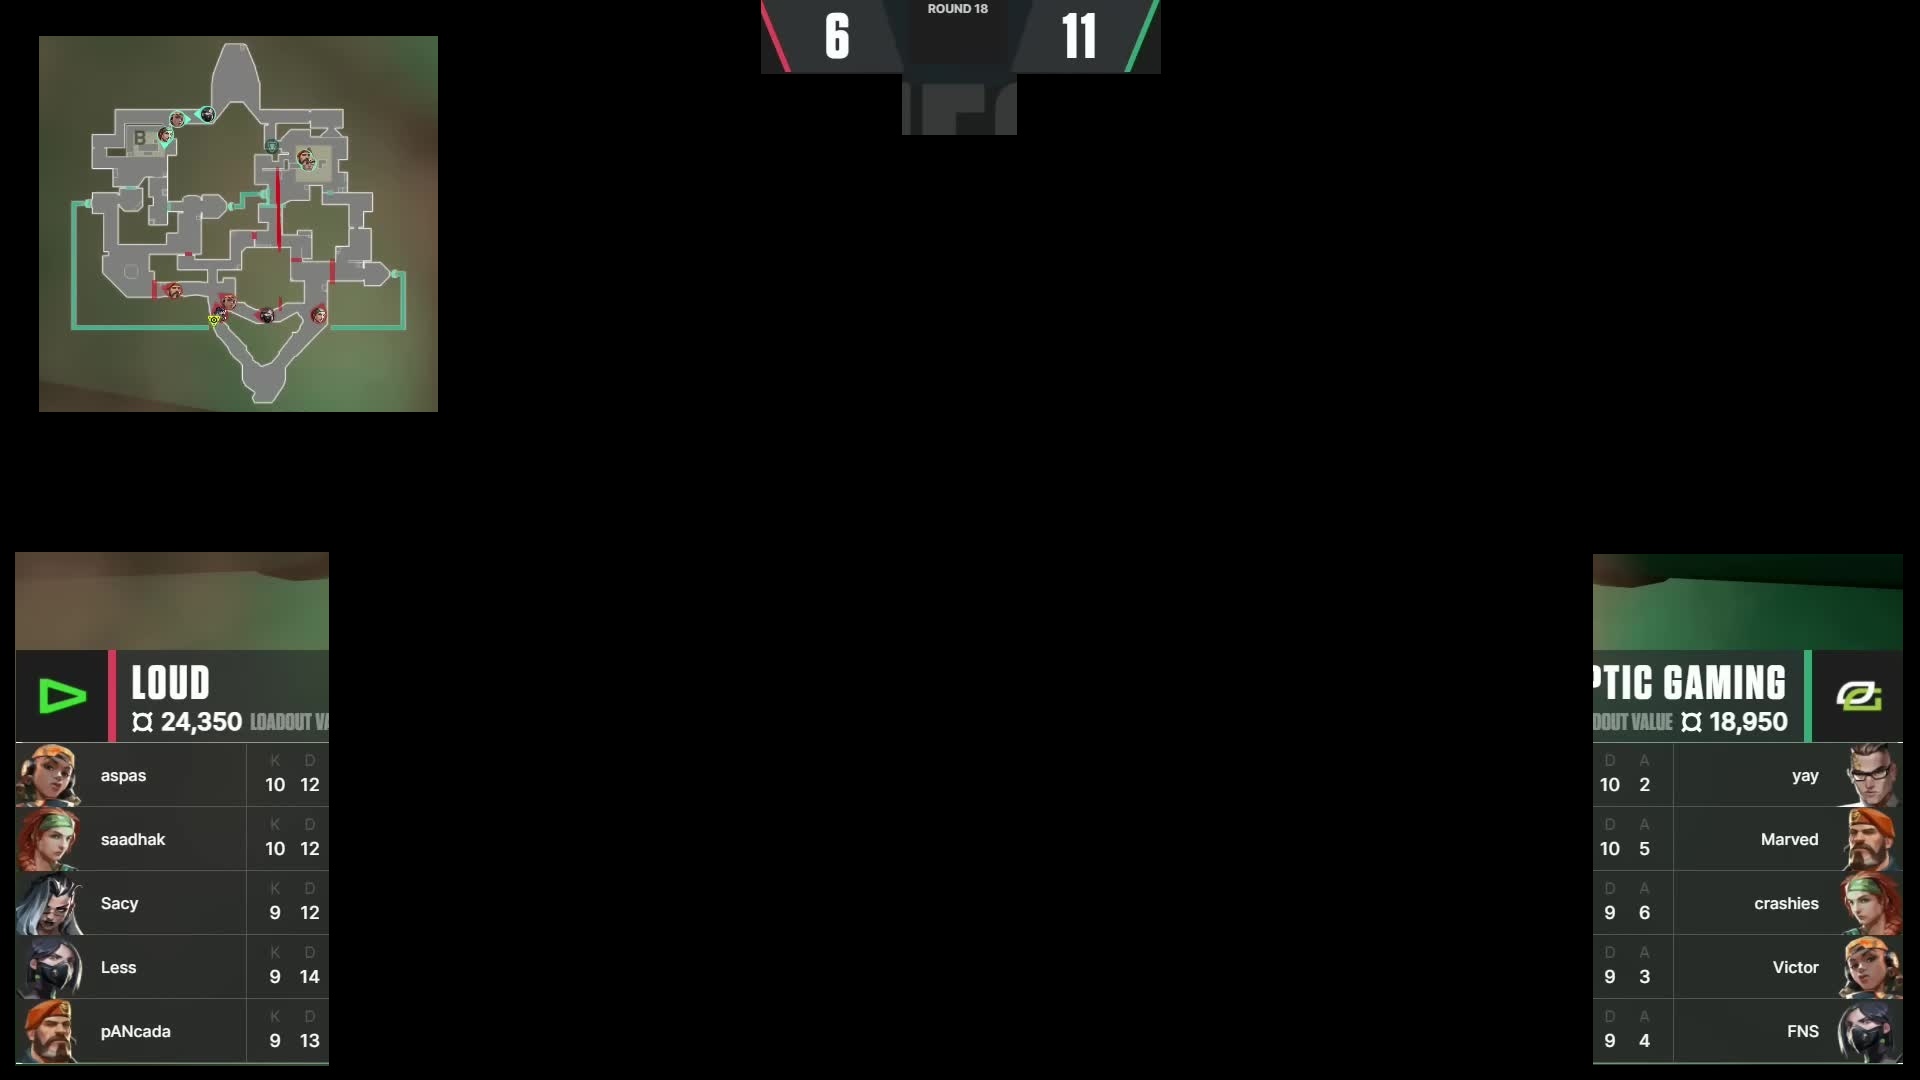 ROUND 18
6
11
B
LOUD
24,350 LOADOUT VA
K D
aspas 10 12
K D
saadhak 10 12
K D
Sacy 9 12
K D
Less 9 14
K D
pANcada 9 13
PTIC GAMING
DOUT VALUE 18,950
D A
10 2 yay
D A
10 5 Marved
D A
9 6 crashies
D A
9 3 Victor
D A
9 4 FNS